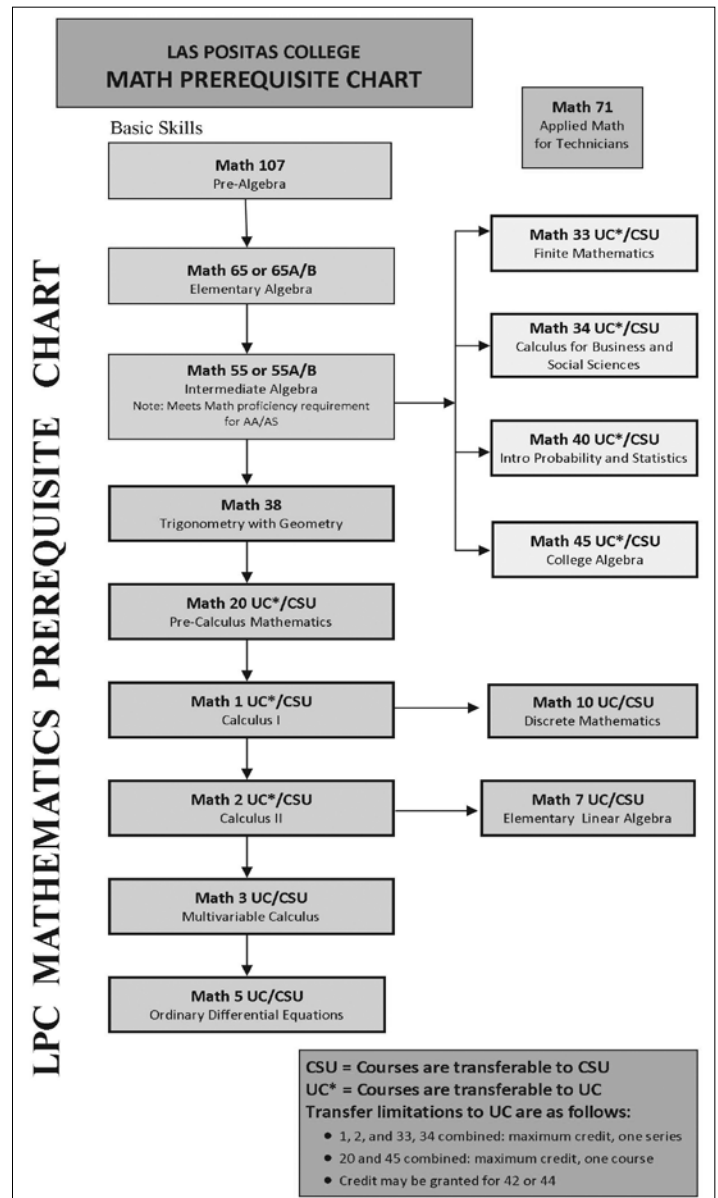 LAS POSITAS COLLEGE
MATH PREREQUISITE CHART
Math 71
Applied Math
for Technicians
Basic Skills
Math 107
Pre-Algebra
Math 65 or 65A/B
Elementary Algebra
Math 55 or 55A/B
Intermediate Algebra
Note: Meets Math proficiency requirement
for AA/AS
Math 33 UC*/CSU
Finite Mathematics
Math 34 UC*/CSU
Calculus for Business and
Social Sciences
Math 40 UC*/CSU
Intro Probability and Statistics
Math 45 UC*/CSU
College Algebra
Math 38
Trigonometry with Geometry
Math 20 UC*/CSU
Pre-Calculus Mathematics
Math 1 UC*/CSU
Calculus I
Math 10 UC/CSU
Discrete Mathematics
Math 2 UC*/CSU
Calculus II
Math 7 UC/CSU
Elementary Linear Algebra
Math 3 UC/CSU
Multivariable Calculus
Math 5 UC/CSU
Ordinary Differential Equations
LPC MATHEMATICS PREREQUISITE CHART
CSU = Courses are transferable to CSU
UC* = Courses are transferable to UC
Transfer limitations to UC are as follows:
• 1, 2, and 33, 34 combined: maximum credit, one series
• 20 and 45 combined: maximum credit, one course
• Credit may be granted for 42 or 44